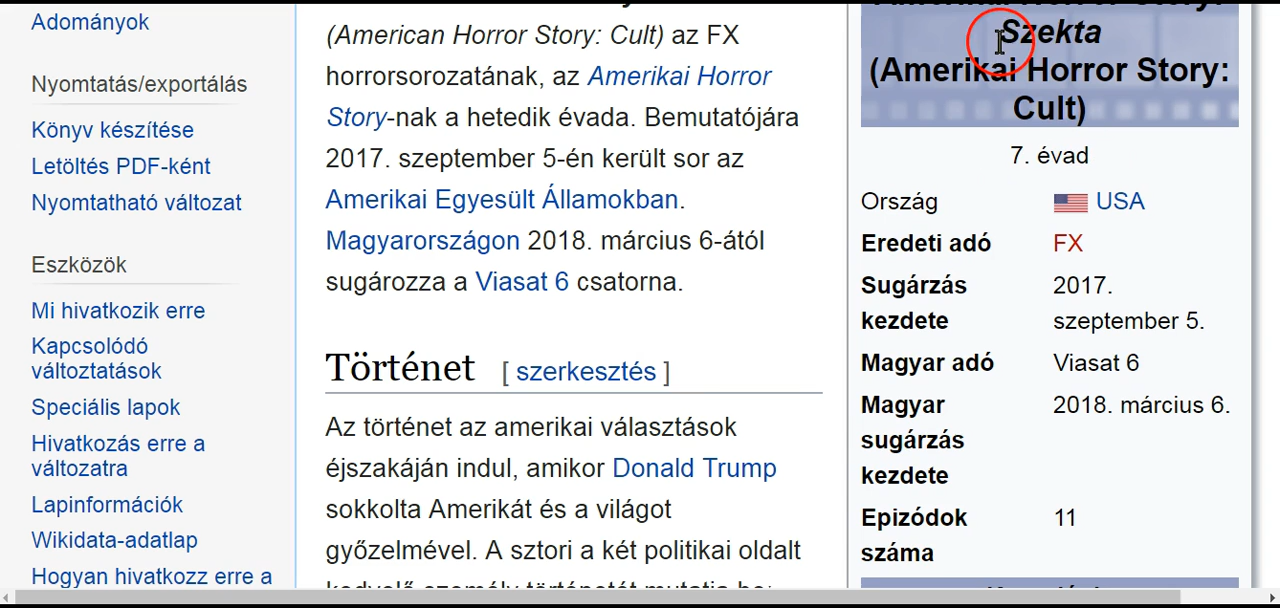 Adományok
Nyomtatás/exportálás
Könyv készítése
Letöltés PDF-ként
Nyomtatható változat
Eszközök
Mi hivatkozik erre
Kapcsolódó
változtatások
Speciális lapok
Hivatkozás erre a
változatra
Lapinformációk
Wikidata-adatlap
Hogyan hivatkozz erre a
(American Horror Story: Cult) az FX
horrorsorozatának, az Amerikai Horror
Story-nak a hetedik évada. Bemutatójára
2017. szeptember 5-én került sor az
Amerikai Egyesült Államokban.
Magyarországon 2018. március 6-ától
sugározza a Viasat 6 csatorna.
Történet [ szerkesztés ]
Az történet az amerikai választások
éjszakáján indul, amikor Donald Trump
sokkolta Amerikát és a világot
győzelmével. A sztori a két politikai oldalt
kedvelő személy történetét mutatja be:
Szekta
(Amerikai Horror Story:
Cult)
7. évad
Ország USA
Eredeti adó FX
Sugárzás 2017.
kezdete szeptember 5.
Magyar adó Viasat 6
Magyar 2018. március 6.
sugárzás
kezdete
Epizódok 11
száma